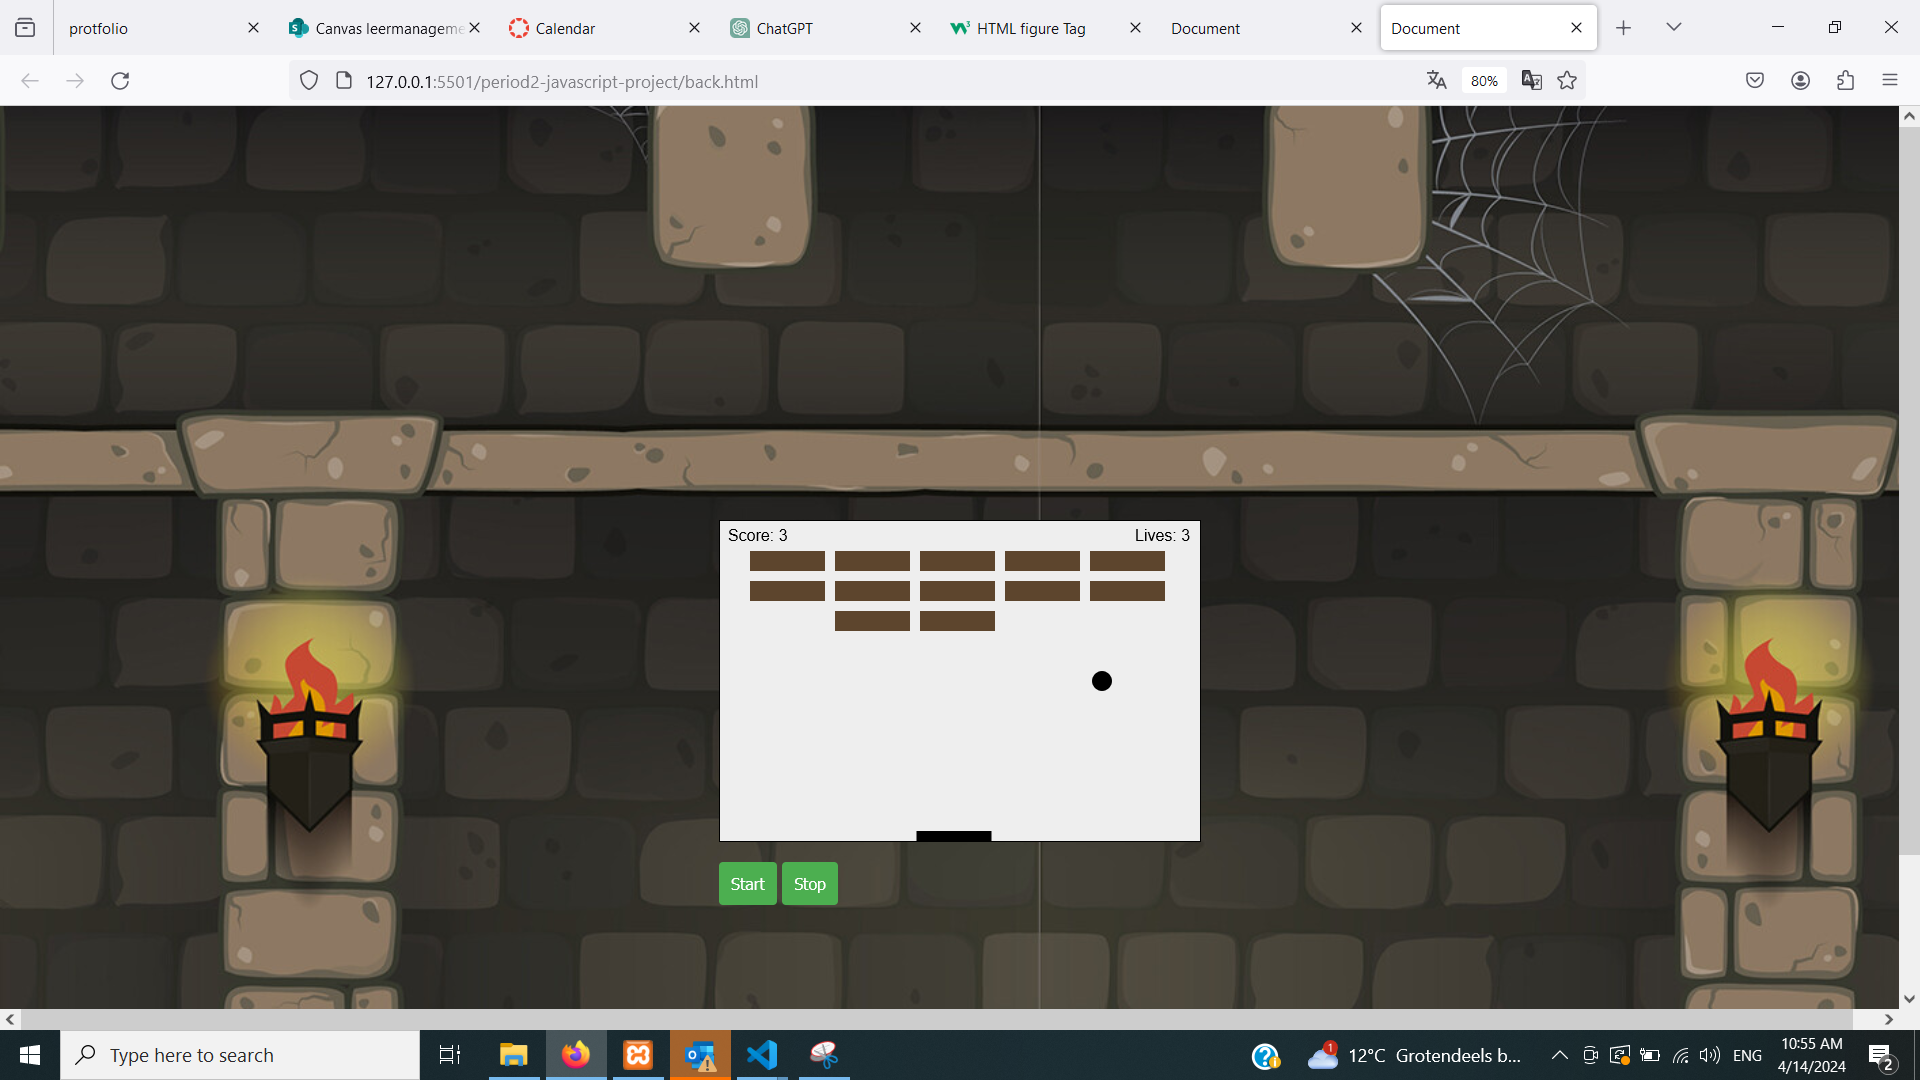 protfolio
Canvas leermanageme
Calendar
ChatGPT
HTML figure Tag
Document
Document
127.0.0.1:5501/period2-javascript-project/back.html
80%
Score: 3
Lives: 3
Start
Stop
Type here to search
1
12°C Grotendeels b...
ENG
10:55 AM
4/14/2024
2